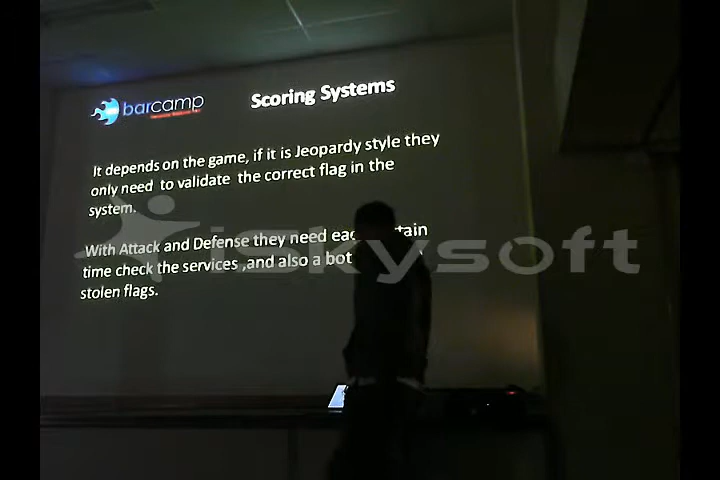 barcamp
Scoring Systems
It depends on the game, if it is Jeopardy style they
only need to validate the correct flag in the
system.
With Attack and Defense they need
time check the services ,and also a bot
stolen flags.
iskysoft